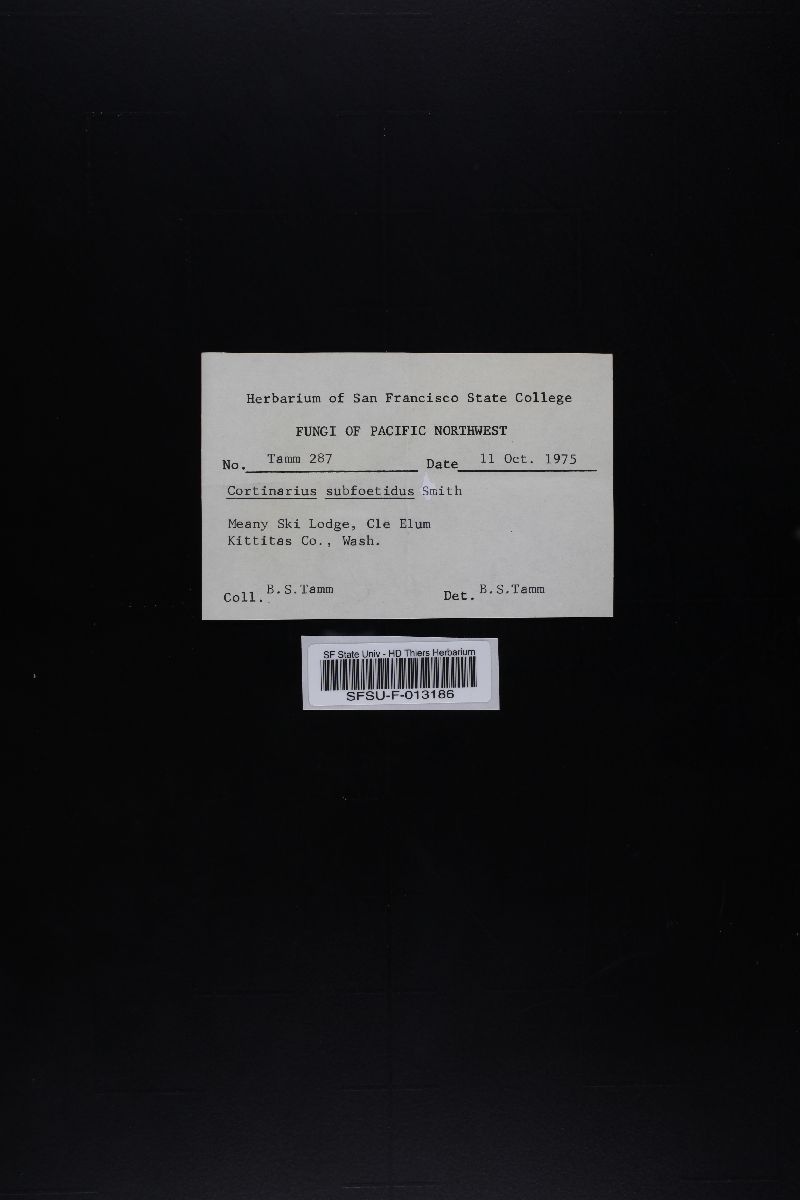 Herbarium of San Francisco State College
FUNGI OF PACIFIC NORTHWEST
No. Tamm 287 Date 11 Oct. 1975
Cortinarius subfoetidus Smith
Meany Ski Lodge, Cle Elum
Kittitas Co., Wash.
Coll. B.S.Tamm Det. B.S.Tamm
SF State Univ - HD Thiers Herbarium
SFSU-F-013186